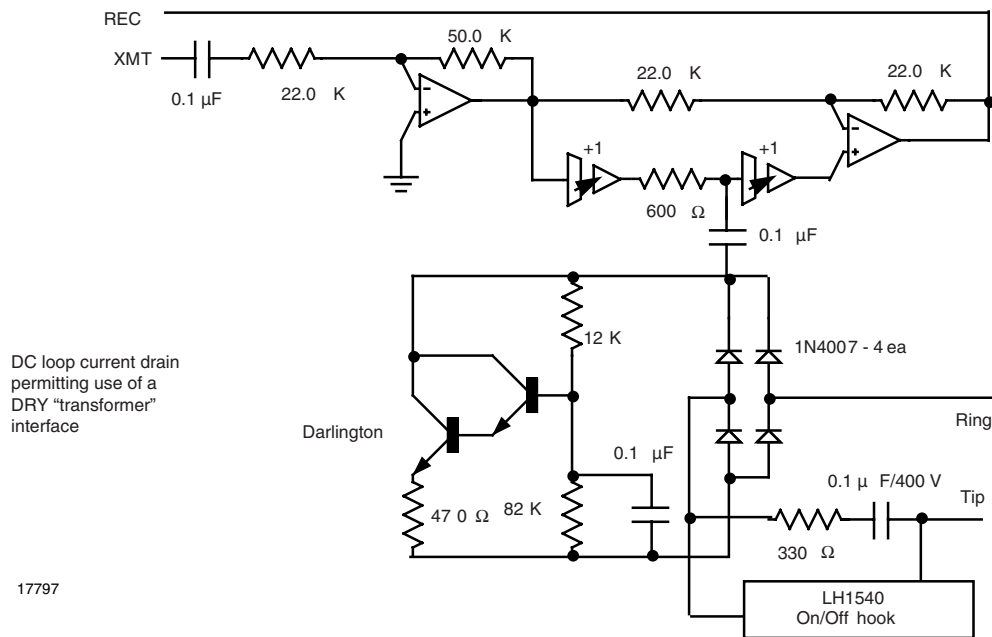 REC
XMT
0.1 µF
22.0 K
50.0 K
−
+
22.0 K
22.0 K
−
+
+1
+1
600 Ω
0.1 µF
DC loop current drain
permitting use of a
DRY “transformer”
interface
12 K
1N4007 - 4 ea
Darlington
Ring
0.1 µF
0.1 µ F/400 V
Tip
47 0 Ω
82 K
330 Ω
LH1540
On/Off hook
17797